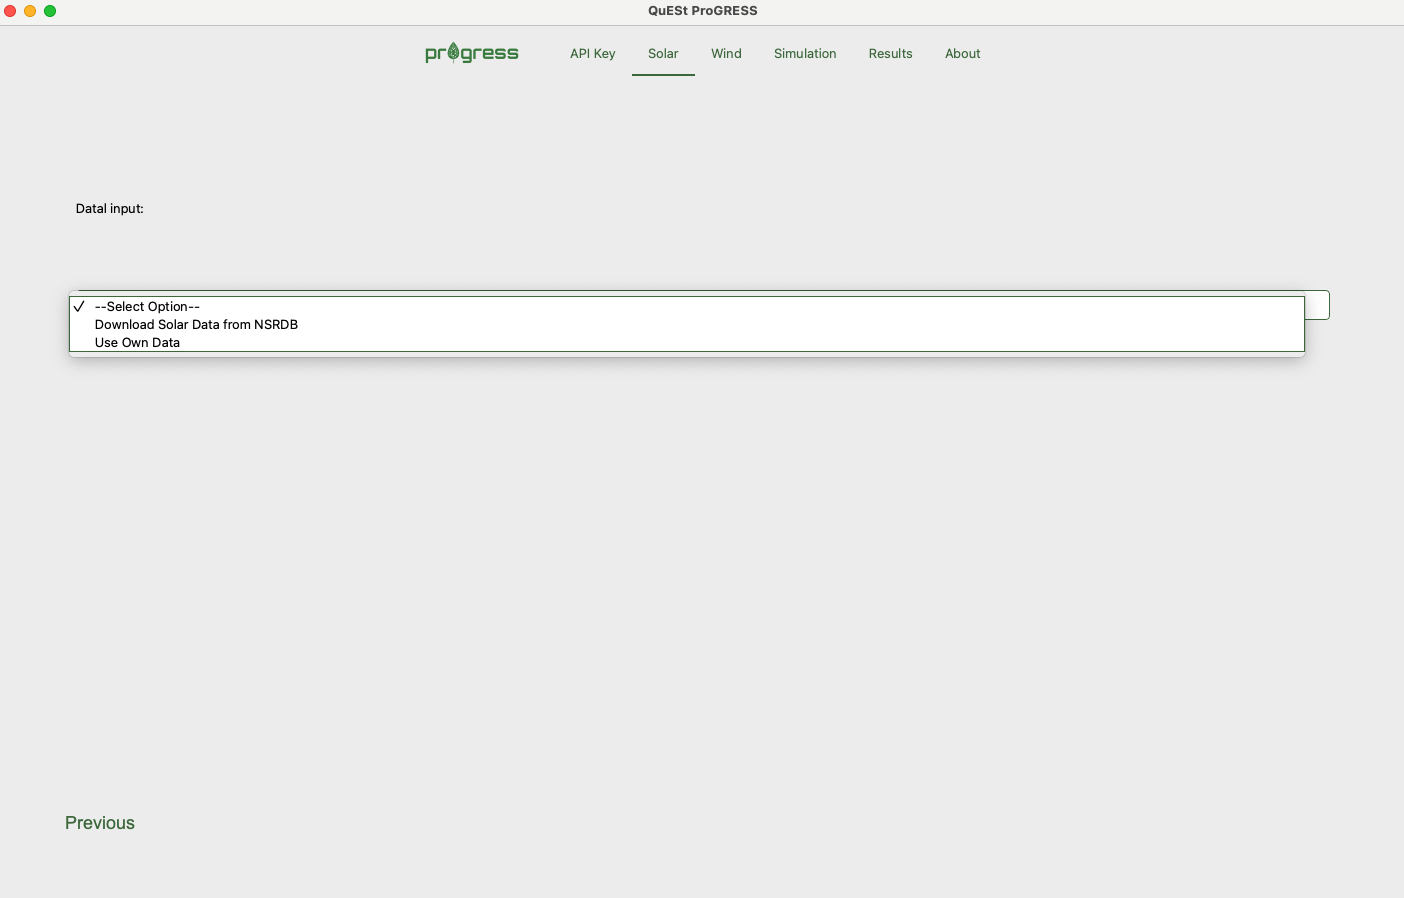 QuESt ProGRESS
progress API Key Solar Wind Simulation Results About
Datal input:
--Select Option--
Download Solar Data from NSRDB
Use Own Data
Previous